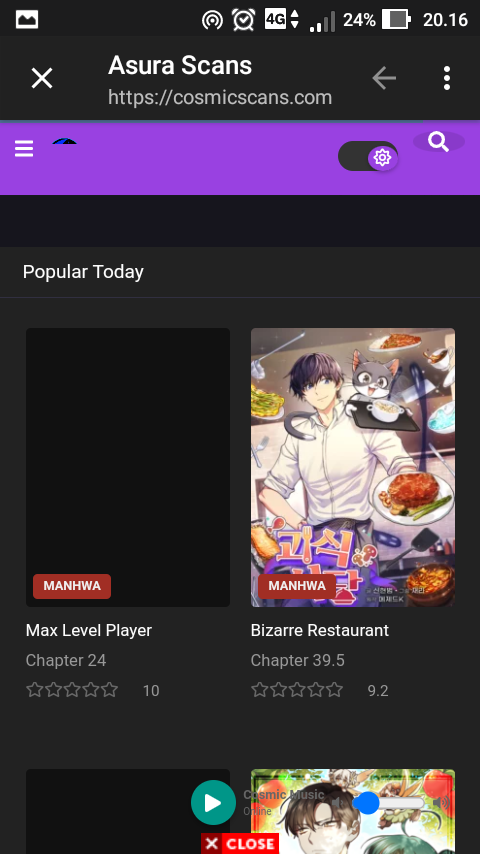 4G
24%
20.16
Asura Scans
https://cosmicscans.com
Popular Today
괴식
식당
MANHWA
MANHWA
Max Level Player
Bizarre Restaurant
Chapter 24
Chapter 39.5
10
9.2
Cosmic Music
Online
CLOSE